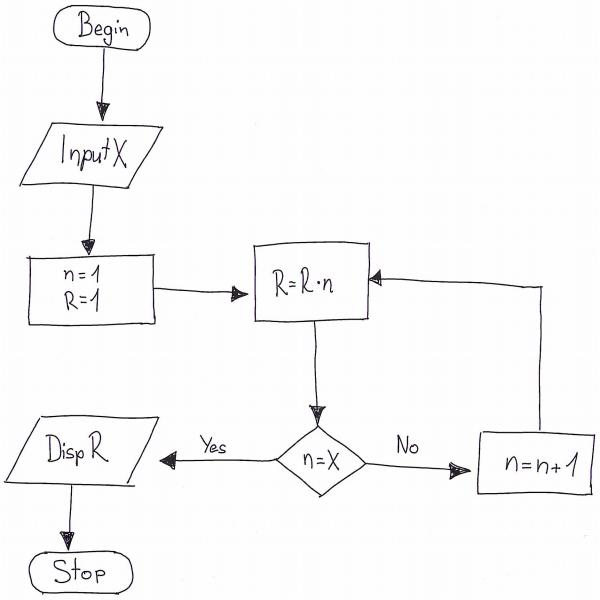 Begin
Input X
n=1
R=1
R=R·n
n=X
Yes
No
n=n+1
Disp R
Stop